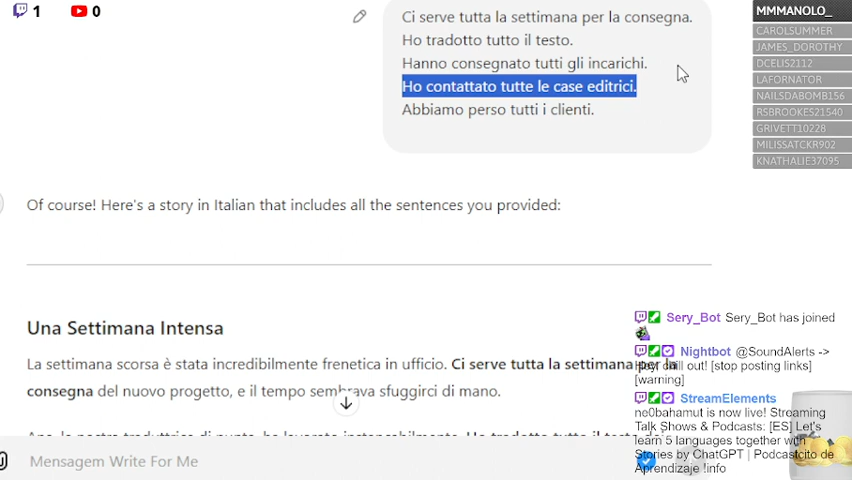 1
0
Ci serve tutta la settimana per la consegna.
Ho tradotto tutto il testo.
Hanno consegnato tutti gli incarichi.
Ho contattato tutte le case editrici.
Abbiamo perso tutti i clienti.
Of course! Here's a story in Italian that includes all the sentences you provided:
Una Settimana Intensa
La settimana scorsa è stata incredibilmente frenetica in ufficio. Ci serve tutta la settimana per la
consegna del nuovo progetto, e il tempo sembrava sfuggirci di mano.
Mensagem Write For Me
MMMANOLO_
CAROLSUMMER
JAMES_DOROTHY
DCELIS2112
LAFORNATOR
NAILSDABOMB156
RSBROOKES21540
GRIVETT10228
MILISSATCKR902
KNATHALIE37095
Sery_Bot Sery_Bot has joined
Nightbot @SoundAlerts ->
Hey, chill out! [stop posting links]
[warning]
StreamElements
ne0bahamut is now live! Streaming
Talk Shows & Podcasts: [ES] Let's
learn 5 languages together with
Stories by ChatGPT | Podcastcito de
Aprendizaje !info